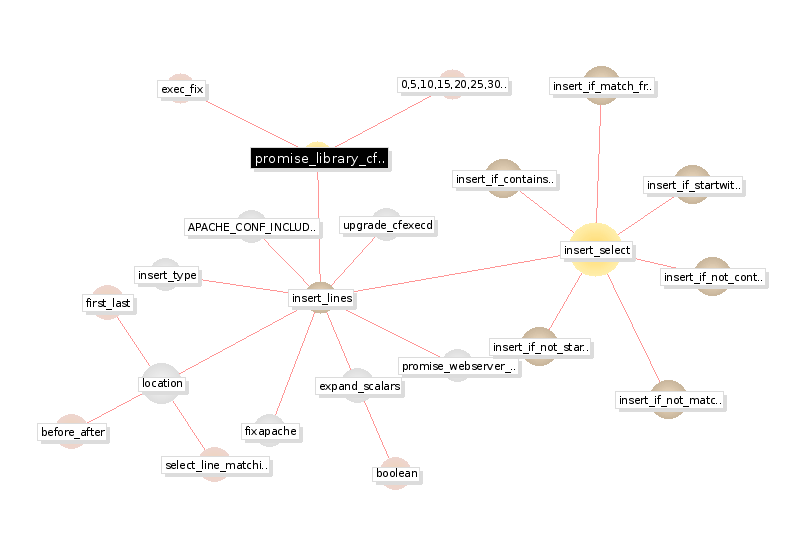 exec_fix
0,5,10,15,20,25,30..
insert_if_match_fr..
promise_library_cf..
insert_if_contains..
insert_if_startwit..
APACHE_CONF_INCLUD..
upgrade_cfexecd
insert_select
insert_type
insert_if_not_cont..
first_last
insert_lines
insert_if_not_star..
promise_webserver_..
location
expand_scalars
insert_if_not_matc..
before_after
fixapache
select_line_matchi..
boolean